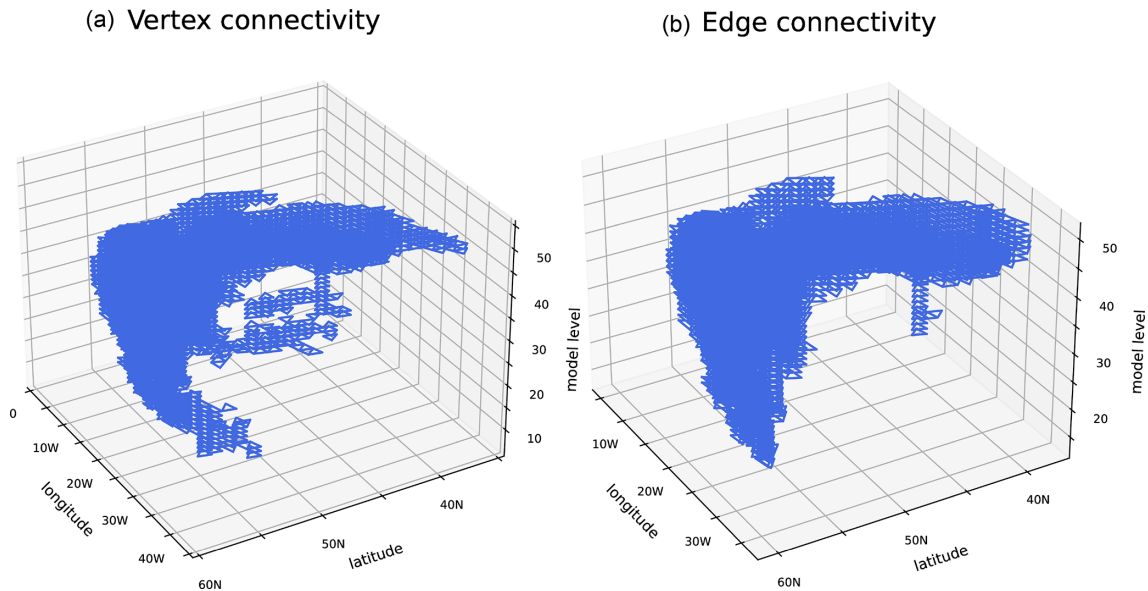 (a) Vertex connectivity
(b) Edge connectivity
50
40
30
20
10
model level
0
10W
20W
30W
40W
longitude
60N
50N
40N
latitude
50
40
30
20
model level
10W
20W
30W
longitude
60N
50N
40N
latitude